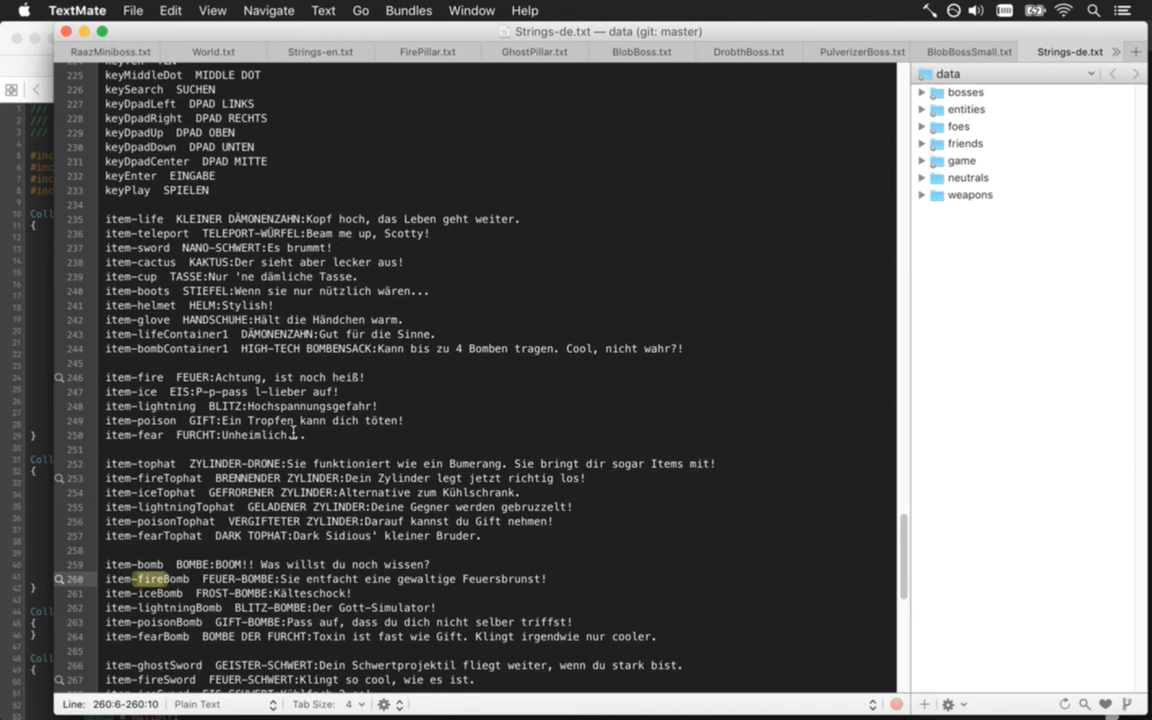 TextMate File Edit View Navigate Text Go Bundles Window Help
Strings-de.txt — data (git: master)
RaazMiniboss.txt World.txt Strings-en.txt FirePillar.txt GhostPillar.txt BlobBoss.txt DrobthBoss.txt PulverizerBoss.txt BlobBossSmall.txt Strings-de.txt
data
bosses
entities
foes
friends
game
neutrals
weapons
225 keyMiddleDot MIDDLE DOT
226 keySearch SUCHEN
227 keyDpadLeft DPAD LINKS
228 keyDpadRight DPAD RECHTS
229 keyDpadUp DPAD OBEN
230 keyDpadDown DPAD UNTEN
231 keyDpadCenter DPAD MITTE
232 keyEnter EINGABE
233 keyPlay SPIELEN
234
235 item-life KLEINER DÄMONENZAHN:Kopf hoch, das Leben geht weiter.
236 item-teleport TELEPORT-WÜRFEL:Beam me up, Scotty!
237 item-sword NANO-SCHWERT:Es brummt!
238 item-cactus KAKTUS:Der sieht aber lecker aus!
239 item-cup TASSE:Nur 'ne dämliche Tasse.
240 item-boots STIEFEL:Wenn sie nur nützlich wären...
241 item-helmet HELM:Stylish!
242 item-glove HANDSCHUHE:Hält die Händchen warm.
243 item-lifeContainer1 DÄMONENZAHN:Gut für die Sinne.
244 item-bombContainer1 HIGH-TECH BOMBENSACK:Kann bis zu 4 Bomben tragen. Cool, nicht wahr?!
245
246 item-fire FEUER:Achtung, ist noch heiß!
247 item-ice EIS:P-p-pass l-lieber auf!
248 item-lightning BLITZ:Hochspannungsgefahr!
249 item-poison GIFT:Ein Tropfen kann dich töten!
250 item-fear FURCHT:Unheimlich...
251
252 item-tophat ZYLINDER-DRONE:Sie funktioniert wie ein Bumerang. Sie bringt dir sogar Items mit!
253 item-fireTophat BRENNENDER ZYLINDER:Dein Zylinder legt jetzt richtig los!
254 item-iceTophat GEFRORENER ZYLINDER:Alternative zum Kühlschrank.
255 item-lightningTophat GELADENER ZYLINDER:Deine Gegner werden gebruzzelt!
256 item-poisonTophat VERGIFTETER ZYLINDER:Darauf kannst du Gift nehmen!
257 item-fearTophat DARK TOPHAT:Dark Sidious' kleiner Bruder.
258
259 item-bomb BOMBE:BOOM!! Was willst du noch wissen?
260 item-fireBomb FEUER-BOMBE:Sie entfacht eine gewaltige Feuersbrunst!
261 item-iceBomb FROST-BOMBE:Kälteschock!
262 item-lightningBomb BLITZ-BOMBE:Der Gott-Simulator!
263 item-poisonBomb GIFT-BOMBE:Pass auf, dass du dich nicht selber triffst!
264 item-fearBomb BOMBE DER FURCHT:Toxin ist fast wie Gift. Klingt irgendwie nur cooler.
265
266 item-ghostSword GEISTER-SCHWERT:Dein Schwertprojektil fliegt weiter, wenn du stark bist.
267 item-fireSword FEUER-SCHWERT:Klingt so cool, wie es ist.
Line: 260:6-260:10 Plain Text Tab Size: 4